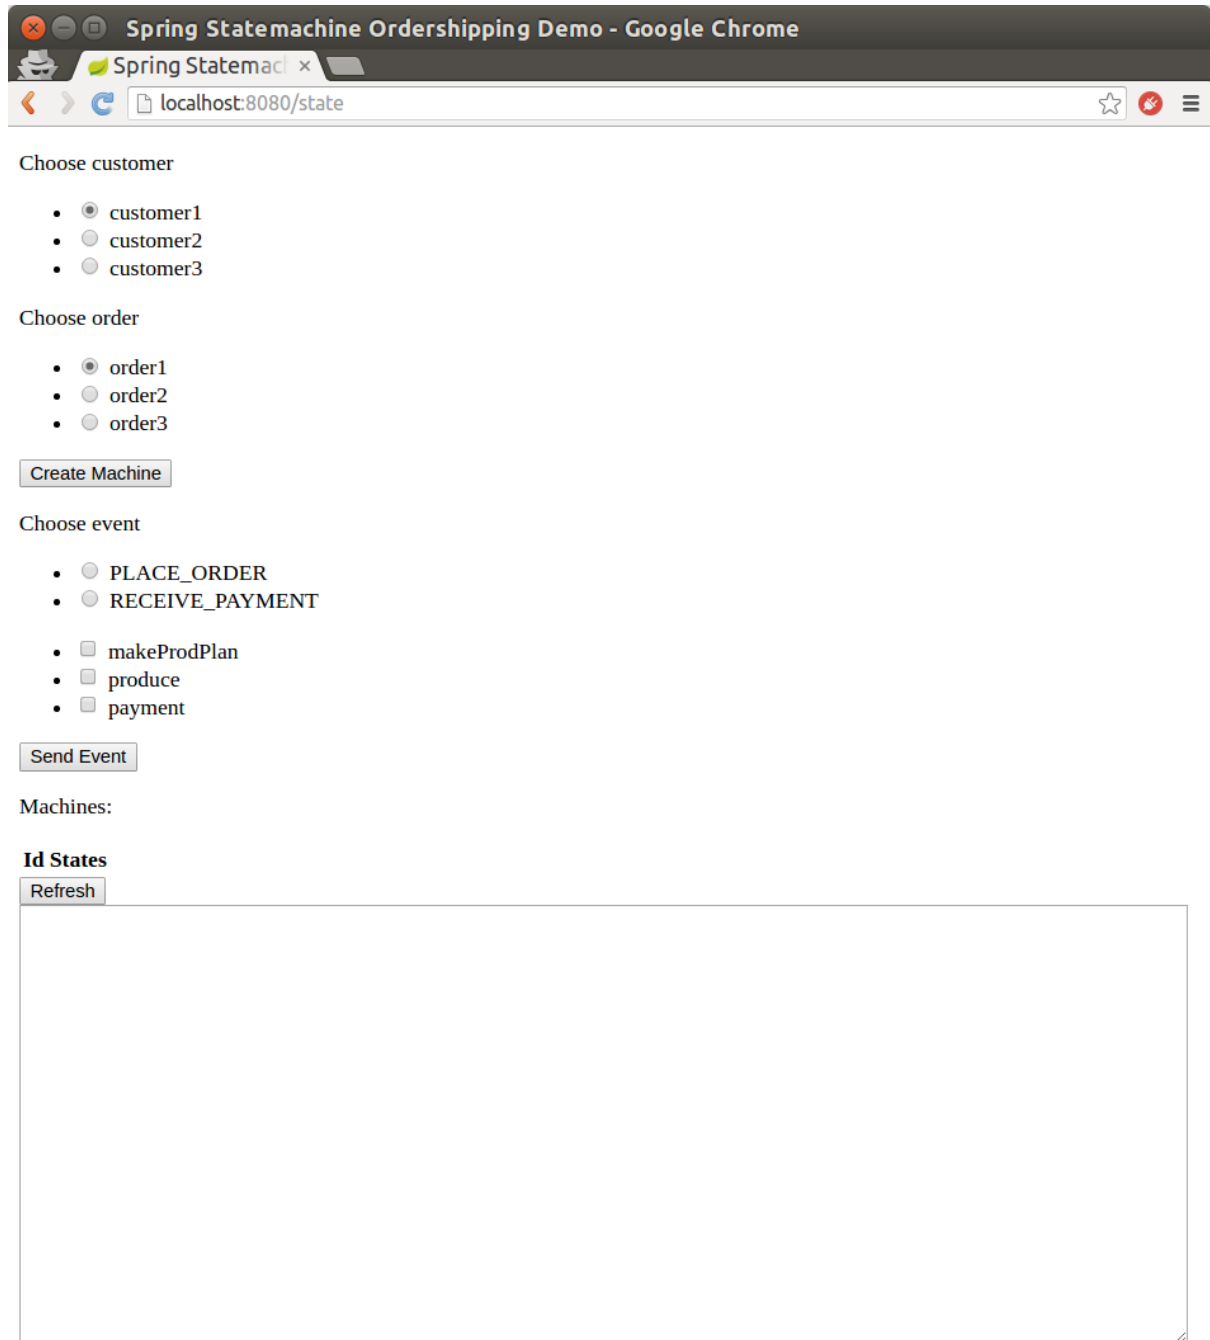 Spring Statemachine Ordershipping Demo - Google Chrome
Spring Statemac
localhost:8080/state
Choose customer
customer1
customer2
customer3
Choose order
order1
order2
order3
Create Machine
Choose event
PLACE_ORDER
RECEIVE_PAYMENT
makeProdPlan
produce
payment
Send Event
Machines:
Id States
Refresh